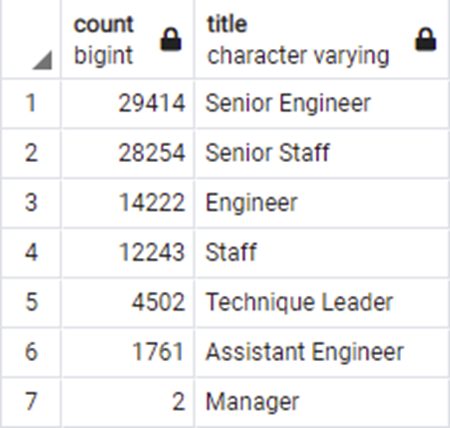 count title
bigint character varying
1 29414 Senior Engineer
2 28254 Senior Staff
3 14222 Engineer
4 12243 Staff
5 4502 Technique Leader
6 1761 Assistant Engineer
7 2 Manager